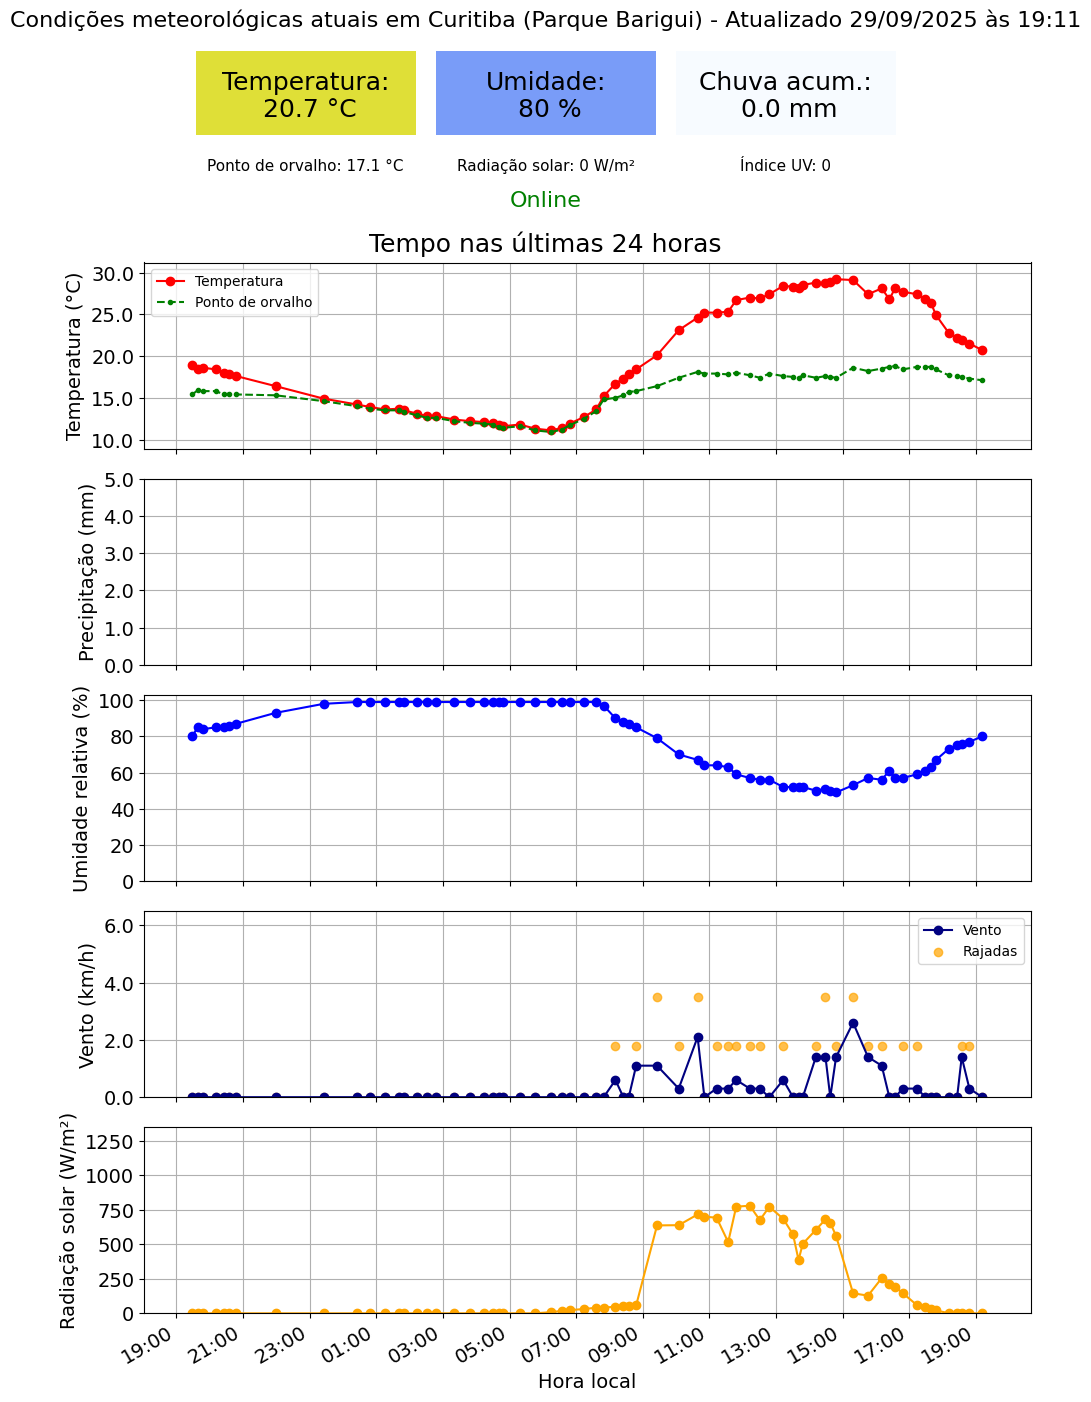 Condições meteorológicas atuais em Curitiba (Parque Barigui) - Atualizado 29/09/2025 às 19:11
Temperatura:
20.7 °C
Umidade:
80 %
Chuva acum.:
0.0 mm
Ponto de orvalho: 17.1 °C
Radiação solar: 0 W/m²
Índice UV: 0
Online
Tempo nas últimas 24 horas
Temperatura (°C)
30.0
25.0
20.0
15.0
10.0
Temperatura
Ponto de orvalho
Precipitação (mm)
5.0
4.0
3.0
2.0
1.0
0.0
Umidade relativa (%)
100
80
60
40
20
0
Vento (km/h)
6.0
4.0
2.0
0.0
Vento
Rajadas
Radiação solar (W/m²)
1250
1000
750
500
250
0
19:00 21:00 23:00 01:00 03:00 05:00 07:00 09:00 11:00 13:00 15:00 17:00 19:00
Hora local